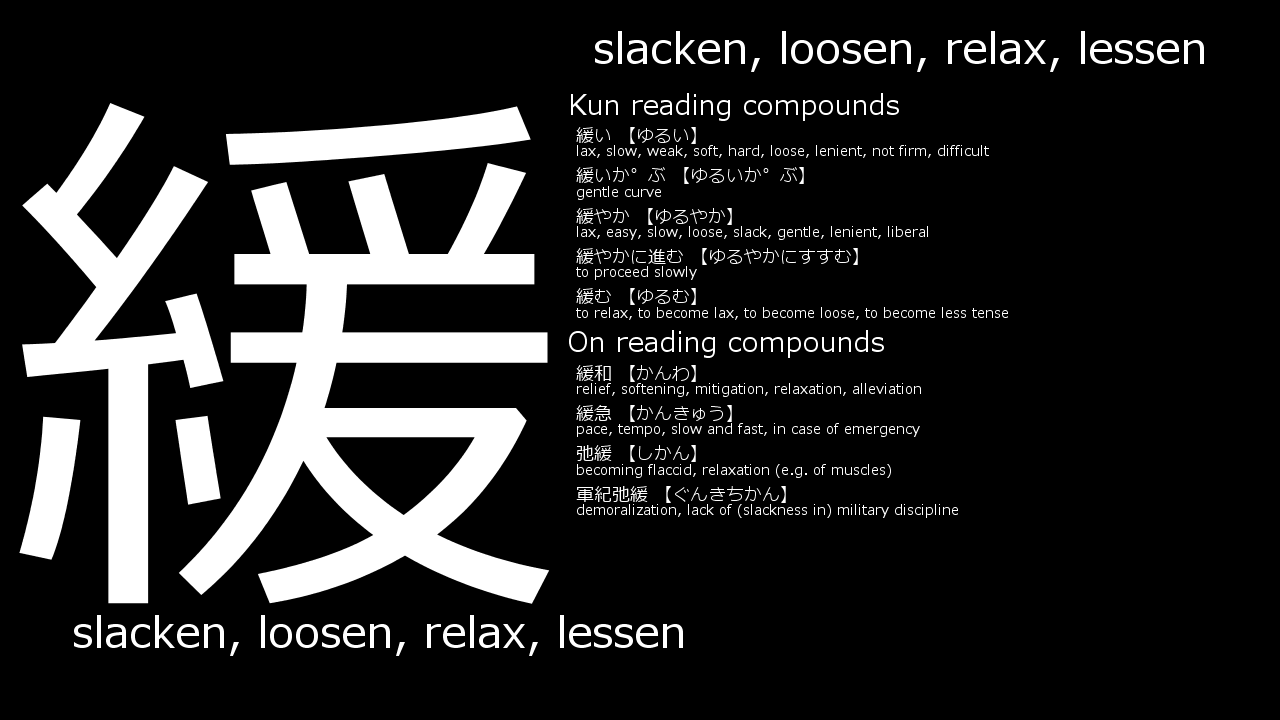 slacken, loosen, relax, lessen
緩
Kun reading compounds
緩い 【ゆるい】
lax, slow, weak, soft, hard, loose, lenient, not firm, difficult
緩いか°ぶ 【ゆるいか°ぶ】
gentle curve
緩やか 【ゆるやか】
lax, easy, slow, loose, slack, gentle, lenient, liberal
緩やかに進む 【ゆるやかにすすむ】
to proceed slowly
緩む 【ゆるむ】
to relax, to become lax, to become loose, to become less tense
On reading compounds
緩和 【かんわ】
relief, softening, mitigation, relaxation, alleviation
緩急 【かんきゅう】
pace, tempo, slow and fast, in case of emergency
弛緩 【しかん】
becoming flaccid, relaxation (e.g. of muscles)
軍紀弛緩 【ぐんきちかん】
demoralization, lack of (slackness in) military discipline
slacken, loosen, relax, lessen